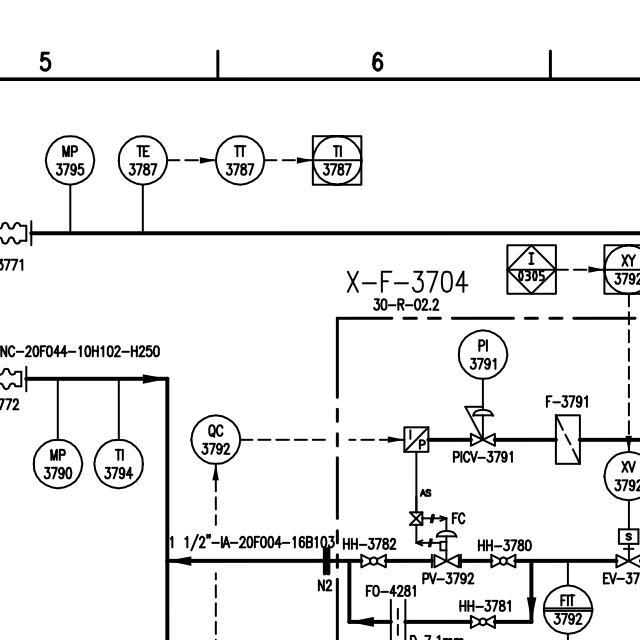 5
6
MP
3795
TE
3787
TT
3787
TI
3787
3771
I
0305
XY
3792
X-F-3704
30-R-02.2
NC-20F044-10H102-H250
PI
3791
3772
F-3791
QC
3792
I
P
PICV-3791
MP
3790
TI
3794
XV
3792
AS
FC
1 1/2"-IA-20F004-16B103
HH-3782
HH-3780
S
N2
PV-3792
EV-37
FO-4281
HH-3781
FIT
3792
D=7.1mm